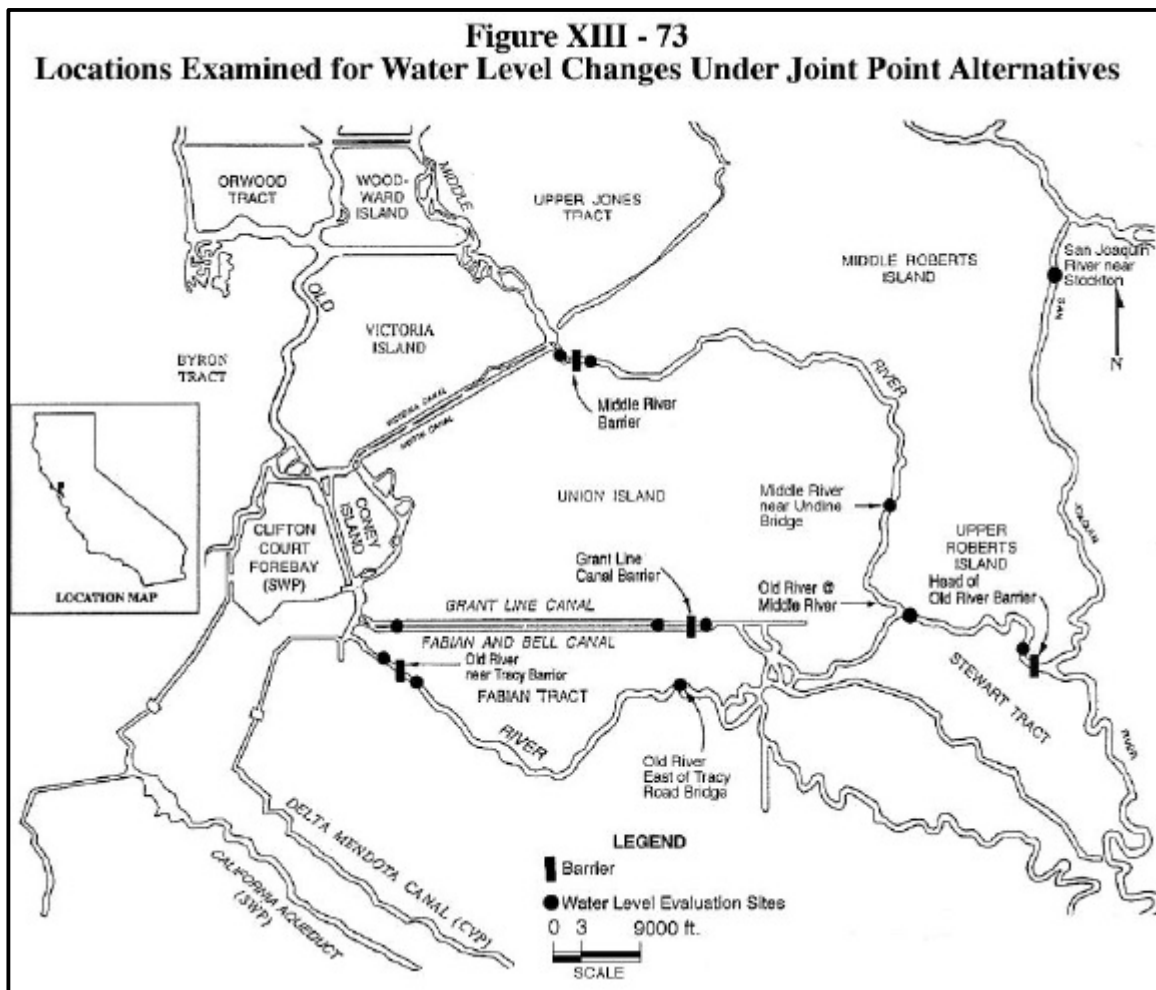 Figure XIII - 73
Locations Examined for Water Level Changes Under Joint Point Alternatives
ORWOOD
TRACT
WOOD-
WARD
ISLAND
MIDDLE
UPPER JONES
TRACT
MIDDLE ROBERTS
ISLAND
San Joaquin
River near
Stockton
SAN
N
OLD
VICTORIA
ISLAND
BYRON
TRACT
VICTORIA CANAL
NORTH CANAL
Middle River
Barrier
RIVER
LOCATION MAP
CLIFTON
COURT
FOREBAY
(SWP)
CONEY
ISLAND
UNION ISLAND
Middle River
near Undine
Bridge
JOAQUIN
UPPER
ROBERTS
ISLAND
Grant Line
Canal Barrier
Old River @
Middle River
Head of
Old River Barrier
GRANT LINE CANAL
FABIAN AND BELL CANAL
Old River
near Tracy Barrier
FABIAN TRACT
STEWART TRACT
RIVER
RIVER
Old River
East of Tracy
Road Bridge
DELTA MENDOTA CANAL (CVP)
CALIFORNIA AQUEDUCT
(SWP)
LEGEND
Barrier
Water Level Evaluation Sites
0 3 9000 ft.
SCALE